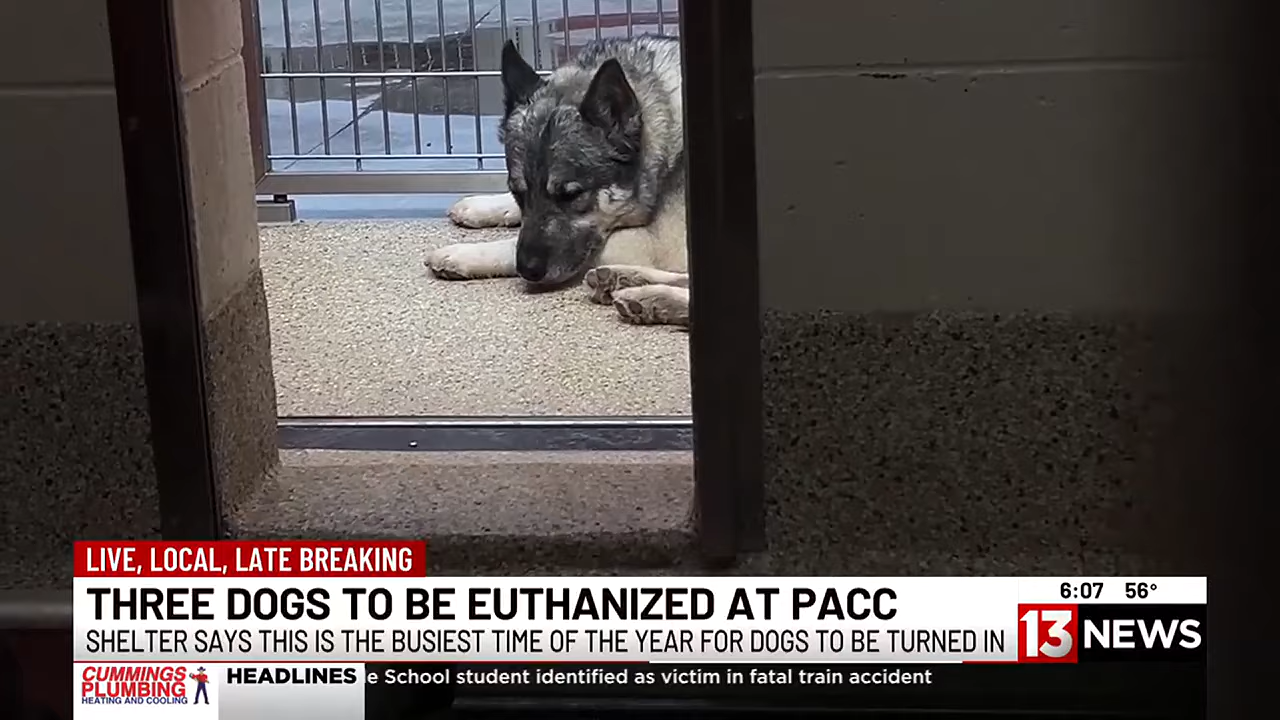 LIVE, LOCAL, LATE BREAKING
THREE DOGS TO BE EUTHANIZED AT PACC
SHELTER SAYS THIS IS THE BUSIEST TIME OF THE YEAR FOR DOGS TO BE TURNED IN
6:07 56°
13 NEWS
CUMMINGS
PLUMBING
HEATING AND COOLING
HEADLINES
e School student identified as victim in fatal train accident